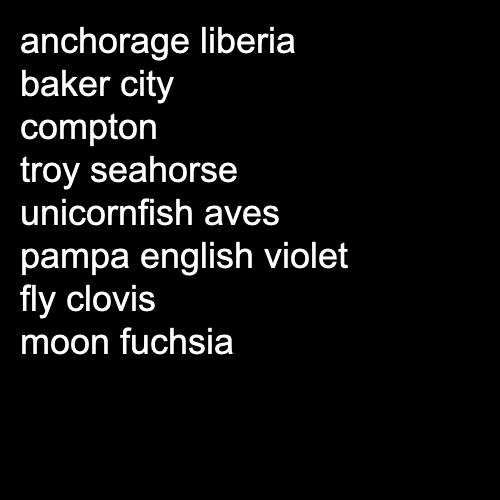 anchorage liberia
baker city
compton
troy seahorse
unicornfish aves
pampa english violet
fly clovis
moon fuchsia